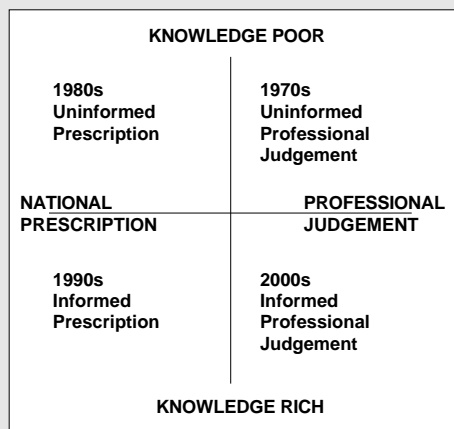 KNOWLEDGE POOR
1980s
Uninformed
Prescription
1970s
Uninformed
Professional
Judgement
NATIONAL
PRESCRIPTION
PROFESSIONAL
JUDGEMENT
1990s
Informed
Prescription
2000s
Informed
Professional
Judgement
KNOWLEDGE RICH